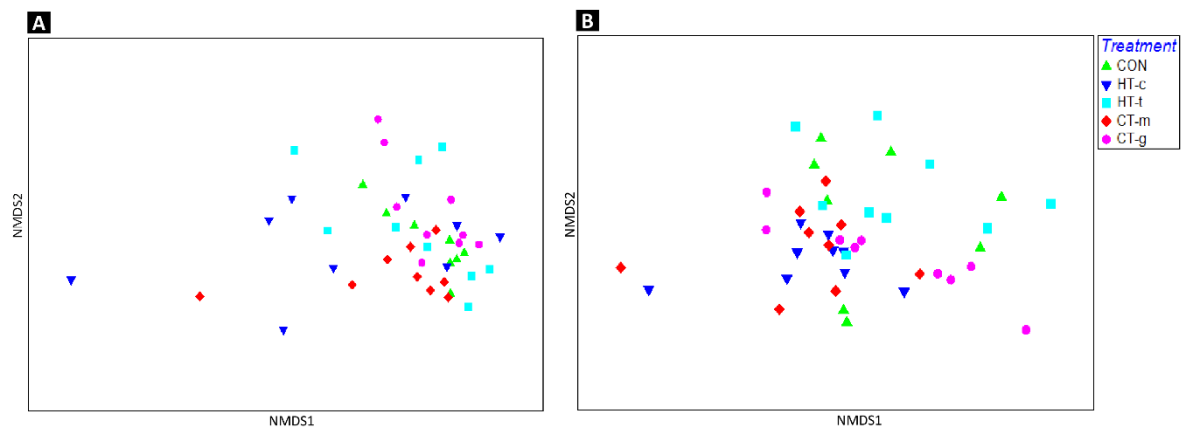 A
B
Treatment
CON
HT-c
HT-t
CT-m
CT-g
NMDS2
NMDS2
NMDS1
NMDS1